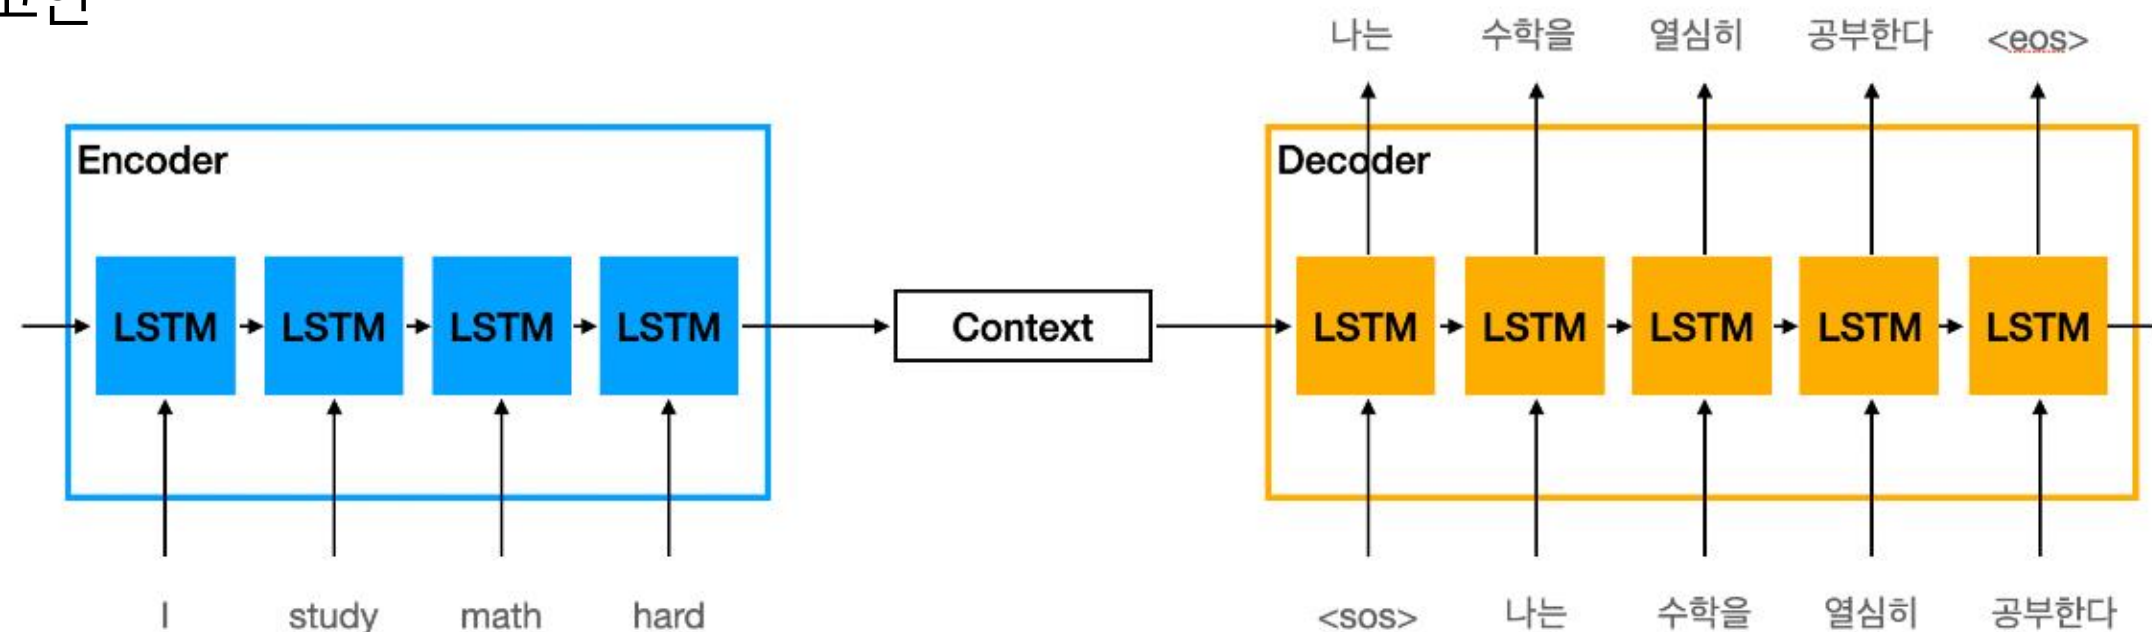 나는 수학을 열심히 공부한다 <eos>
Encoder
Decoder
LSTM LSTM LSTM LSTM
Context
LSTM LSTM LSTM LSTM LSTM
I study math hard
<sos> 나는 수학을 열심히 공부한다